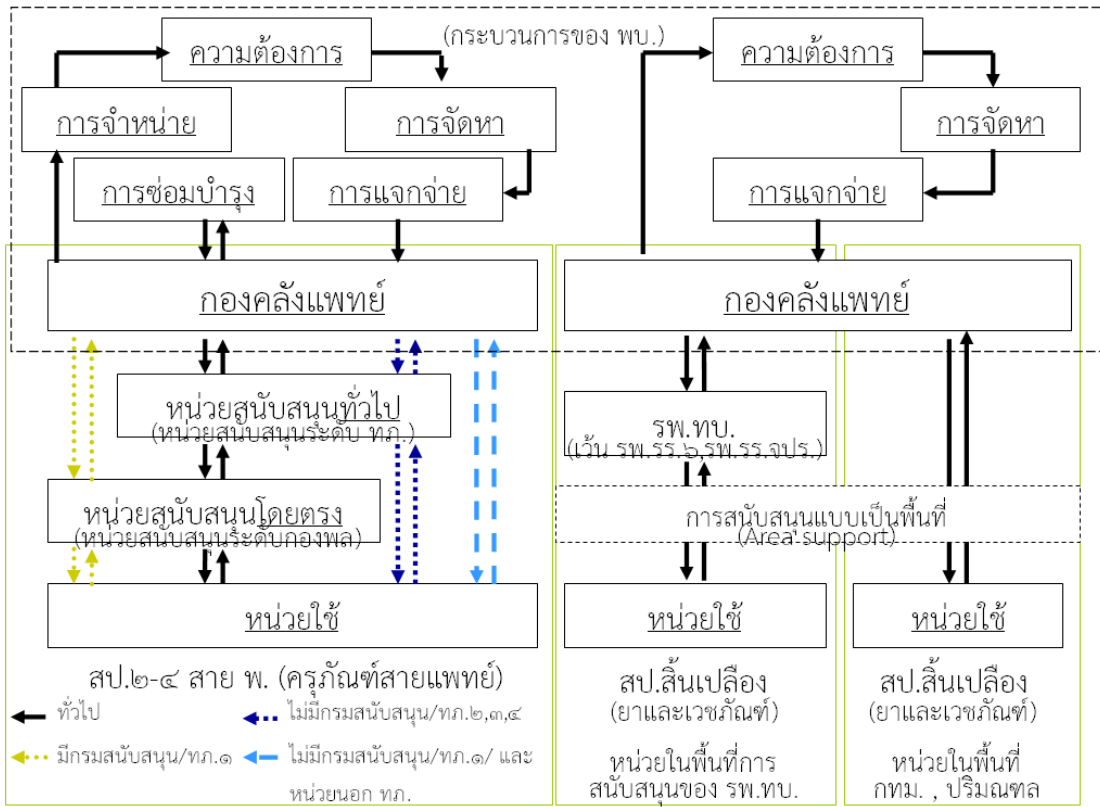 (กระบวนการของ พบ.)
ความต้องการ
การจำหน่าย
การจัดหา
การซ่อมบำรุง
การแจกจ่าย
กองคลังแพทย์
หน่วยสนับสนุนทั่วไป
(หน่วยสนับสนุนระดับ ทภ.)
หน่วยสนับสนุนโดยตรง
(หน่วยสนับสนุนระดับกองพล)
หน่วยใช้
สป.๒-๔ สาย พ. (ครุภัณฑ์สายแพทย์)
ทั่วไป
ไม่มีกรมสนับสนุน/ทภ.๒,๓,๔
มีกรมสนับสนุน/ทภ.๑
ไม่มีกรมสนับสนุน/ทภ.๑/ และ
หน่วยนอก ทภ.
ความต้องการ
การจัดหา
การแจกจ่าย
กองคลังแพทย์
รพ.ทบ.
(เว้น รพ.รร.๖,รพ.รร.จปร.)
การสนับสนุนแบบเป็นพื้นที่
(Area support)
หน่วยใช้
สป.สิ้นเปลือง
(ยาและเวชภัณฑ์)
หน่วยในพื้นที่การ
สนับสนุนของ รพ.ทบ.
หน่วยใช้
สป.สิ้นเปลือง
(ยาและเวชภัณฑ์)
หน่วยในพื้นที่
กทม. , ปริมณฑล